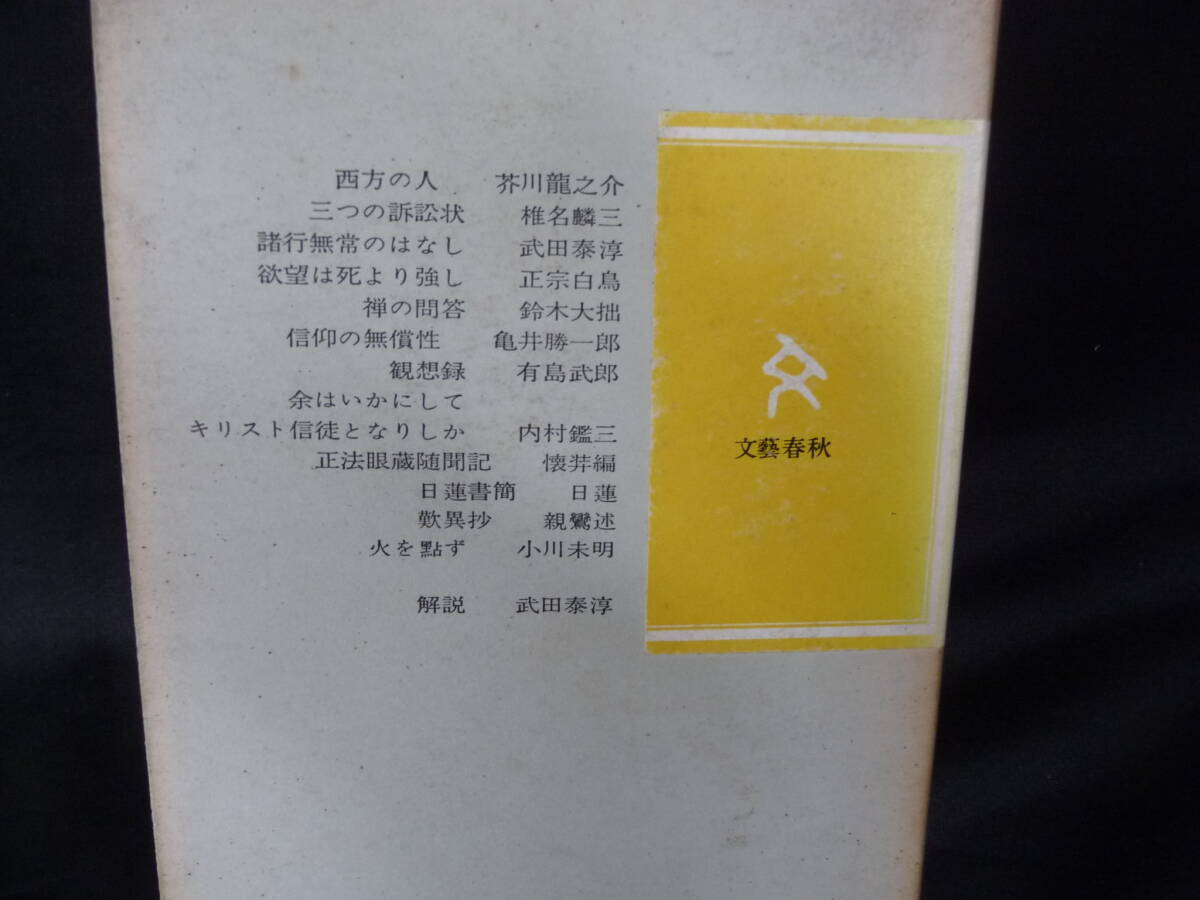 西方の人 芥川龍之介
三つの訴訟状 椎名麟三
諸行無常のはなし 武田泰淳
欲望は死より強し 正宗白鳥
禅の問答 鈴木大拙
信仰の無償性 亀井勝一郎
観想録 有島武郎
余はいかにして
キリスト信徒となりしか 内村鑑三
正法眼蔵随聞記 懐弉編
日蓮書簡 日蓮
歎異抄 親鸞述
火を點ず 小川未明
解説 武田泰淳
文藝春秋